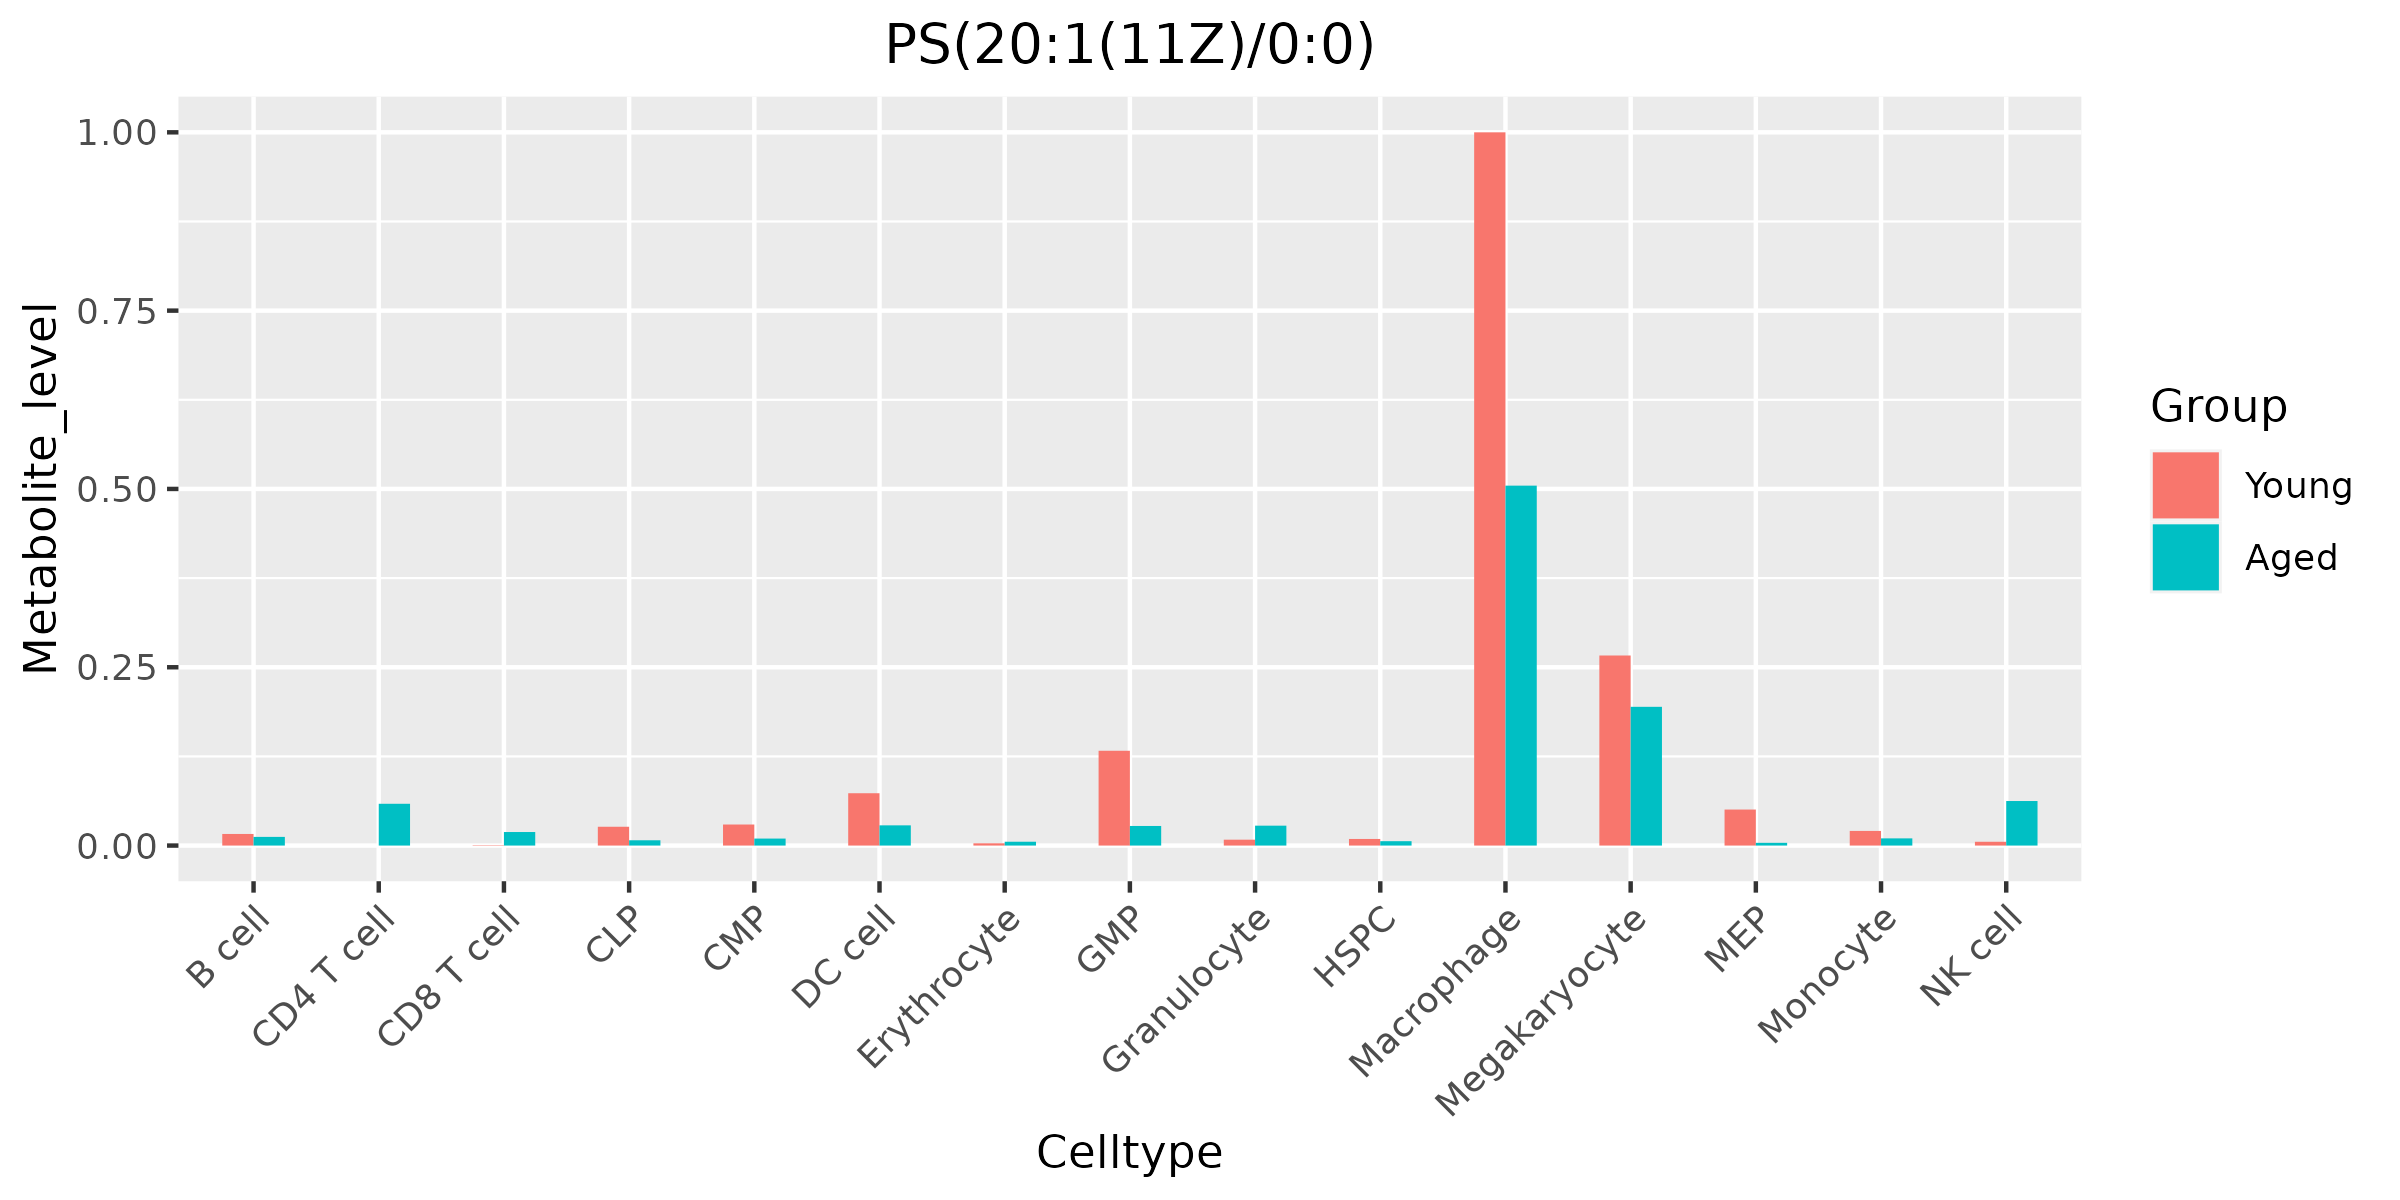 PS(20:1(11Z)/0:0)
Metabolite_level
1.00
0.75
0.50
0.25
0.00
B cell
CD4 T cell
CD8 T cell
CLP
CMP
DC cell
Erythrocyte
GMP
Granulocyte
HSPC
Macrophage
Megakaryocyte
MEP
Monocyte
NK cell
Celltype
Group
Young
Aged